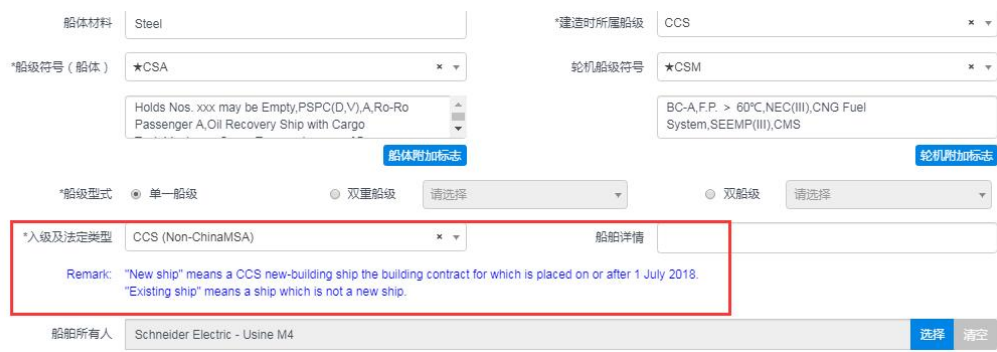 船体材料 Steel *建造时所属船级 CCS
*船级符号（船体） ★CSA 轮机船级符号 ★CSM
Holds Nos. xxx may be Empty,PSPC(D,V),A,Ro-Ro
Passenger A,Oil Recovery Ship with Cargo
BC-A,F.P. > 60℃,NEC(III),CNG Fuel
System,SEEMP(III),CMS
船体附加标志 轮机附加标志
*船级型式 单一船级 双重船级 请选择 双船级 请选择
*入级及法定类型 CCS (Non-ChinaMSA) 船舶详情
Remark: "New ship" means a CCS new-building ship the building contract for which is placed on or after 1 July 2018.
"Existing ship" means a ship which is not a new ship.
船舶所有人 Schneider Electric - Usine M4 选择 清空